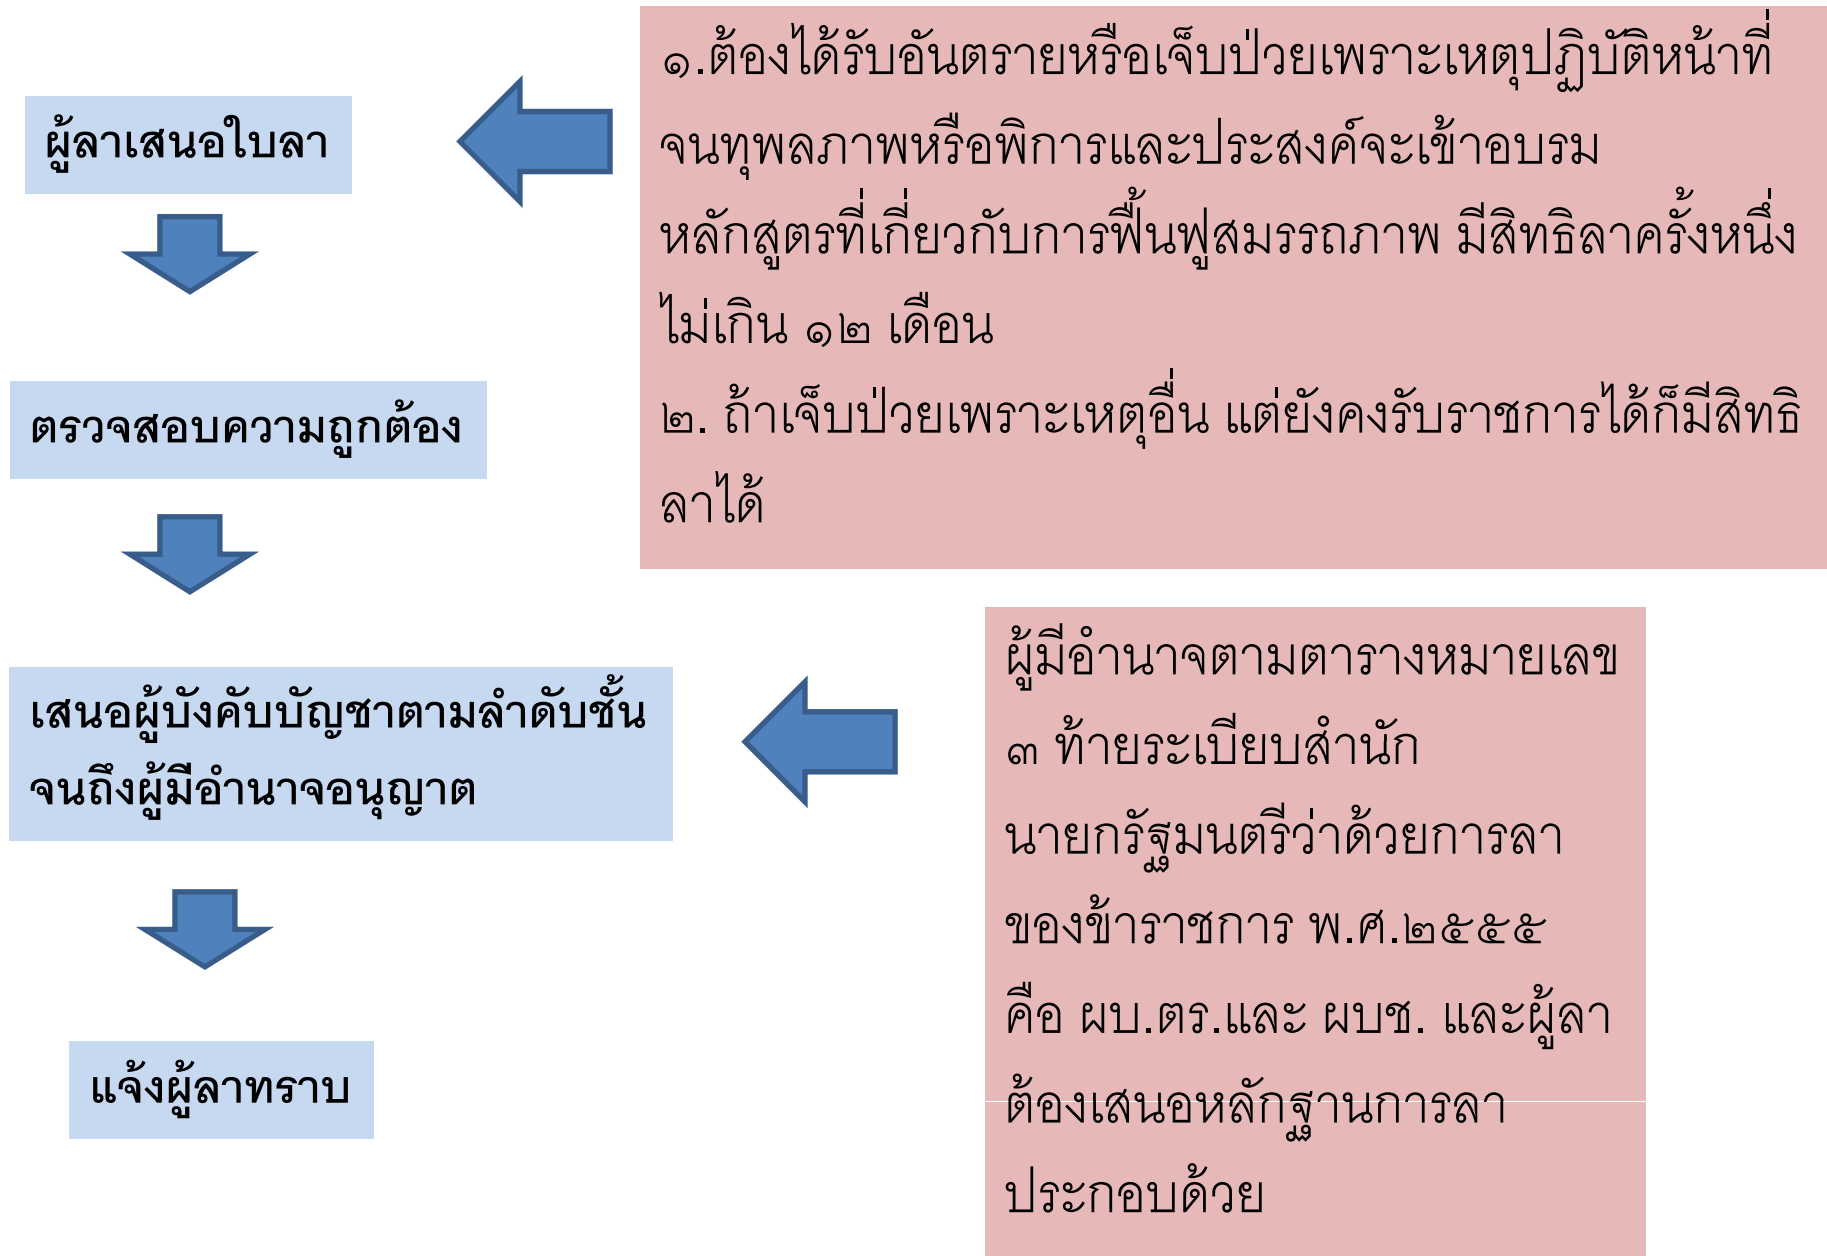 ผู้ลาเสนอใบลา
๑.ต้องได้รับอันตรายหรือเจ็บป่วยเพราะเหตุปฏิบัติหน้าที่
จนทุพลภาพหรือพิการและประสงค์จะเข้าอบรม
หลักสูตรที่เกี่ยวกับการฟื้นฟูสมรรถภาพ มีสิทธิลาครั้งหนึ่ง
ไม่เกิน ๑๒ เดือน
๒. ถ้าเจ็บป่วยเพราะเหตุอื่น แต่ยังคงรับราชการได้ก็มีสิทธิ
ลาได้
ตรวจสอบความถูกต้อง
เสนอผู้บังคับบัญชาตามลำดับชั้น
จนถึงผู้มีอำนาจอนุญาต
ผู้มีอำนาจตามตารางหมายเลข
๓ ท้ายระเบียบสำนัก
นายกรัฐมนตรีว่าด้วยการลา
ของข้าราชการ พ.ศ.๒๕๕๕
คือ ผบ.ตร.และ ผบช. และผู้ลา
ต้องเสนอหลักฐานการลา
ประกอบด้วย
แจ้งผู้ลาทราบ